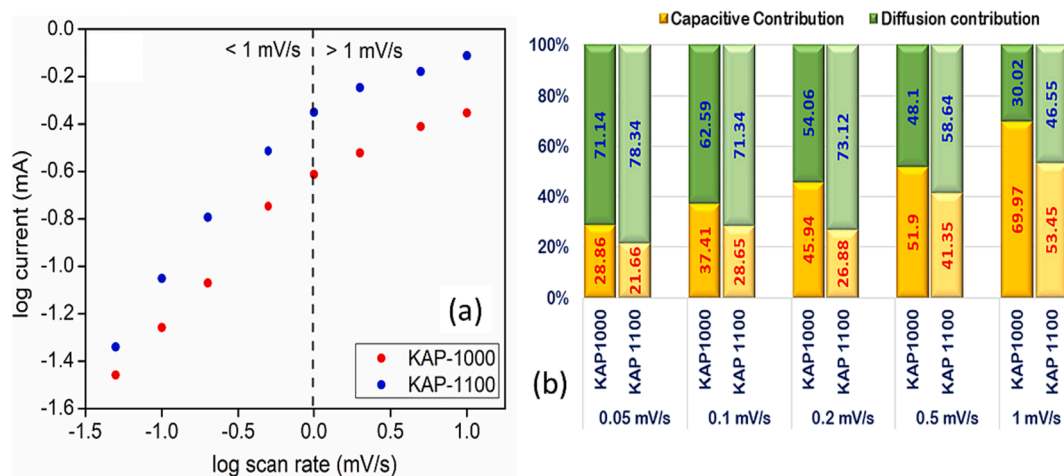 0.0
-0.2
-0.4
-0.6
-0.8
-1.0
-1.2
-1.4
-1.6
log current (mA)
< 1 mV/s > 1 mV/s
(a)
KAP-1000
KAP-1100
-1.5 -1.0 -0.5 0.0 0.5 1.0
log scan rate (mV/s)
Capacitive Contribution Diffusion contribution
100%
80%
60%
40%
20%
0%
71.14 78.34 62.59 71.34 54.06 73.12 48.1 58.64 30.02 46.55
28.86 21.66 37.41 28.65 45.94 26.88 51.9 41.35 69.97 53.45
KAP1000 KAP 1100 KAP1000 KAP 1100 KAP1000 KAP 1100 KAP1000 KAP 1100 KAP1000 KAP 1100
0.05 mV/s 0.1 mV/s 0.2 mV/s 0.5 mV/s 1 mV/s
(b)